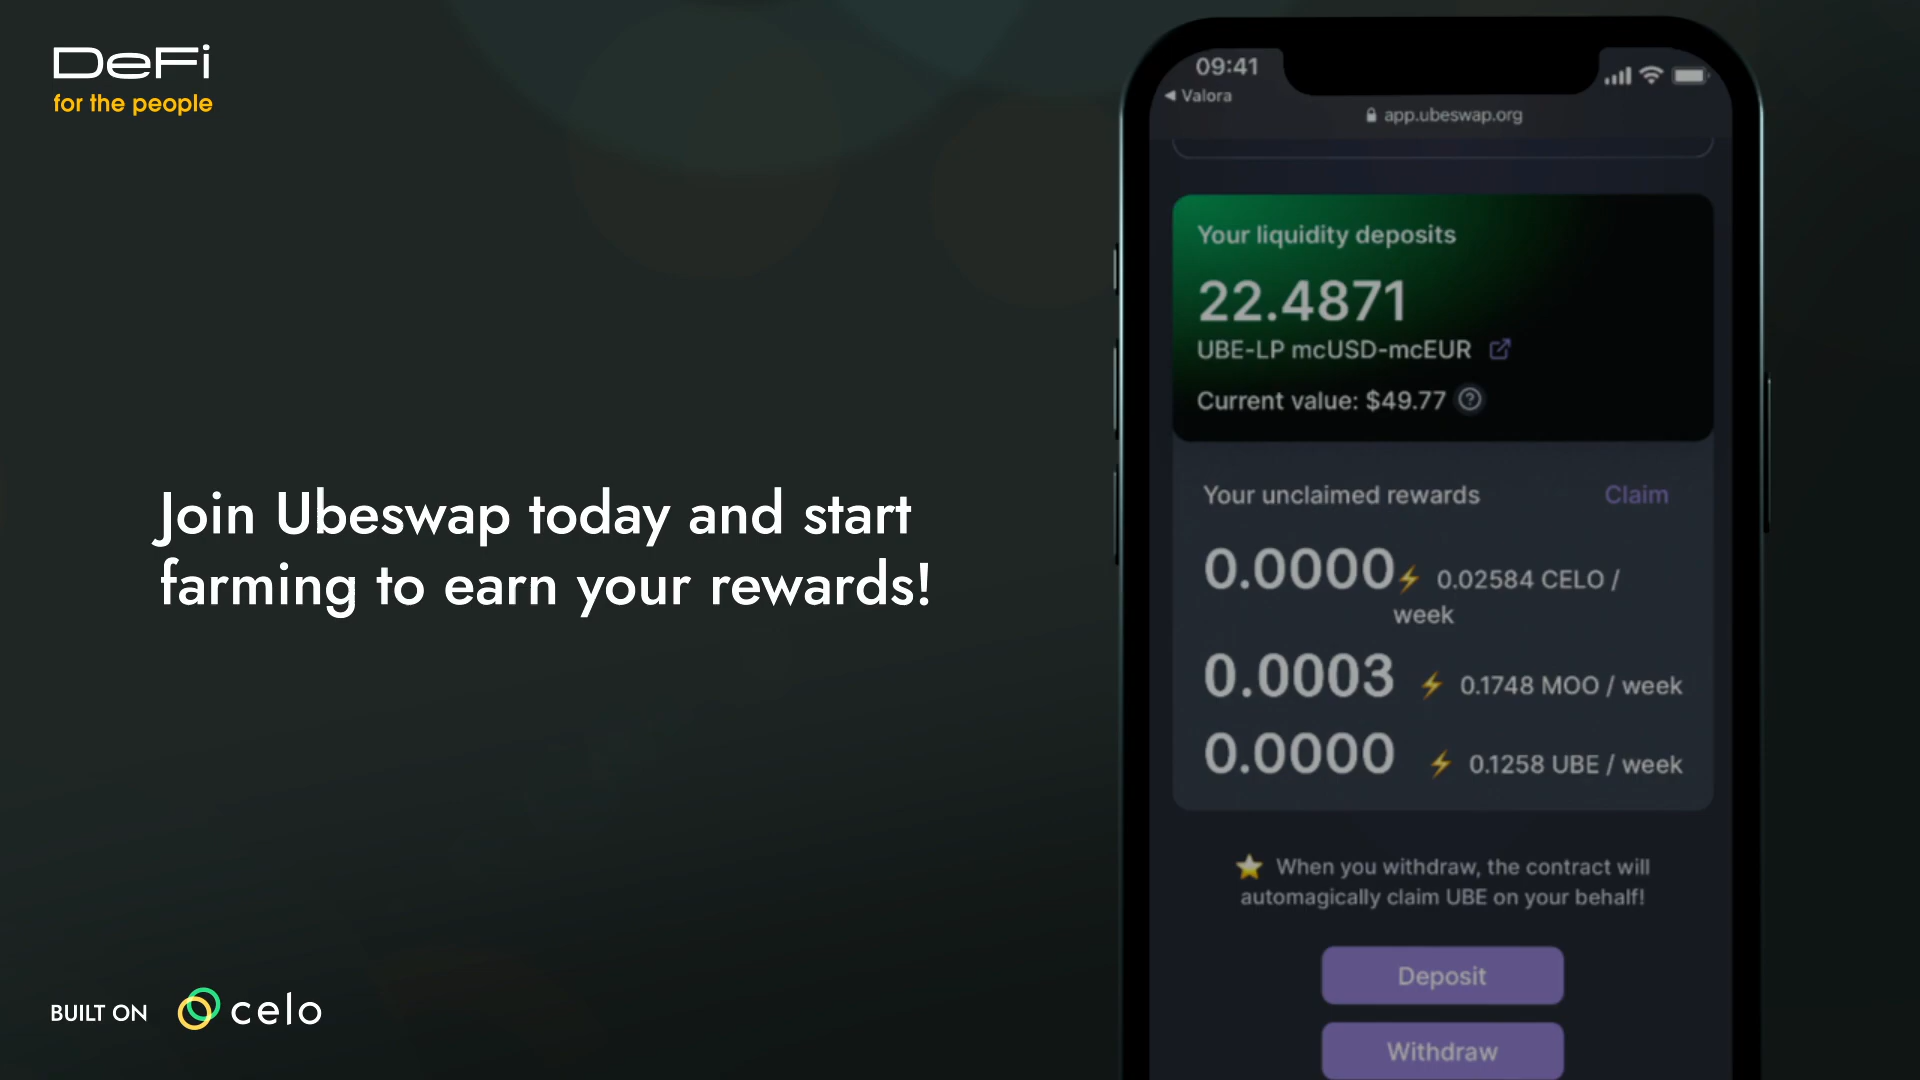 DeFi
for the people
Join Ubeswap today and start
farming to earn your rewards!
BUILT ON celo
09:41
◀ Valora
app.ubeswap.org
Your liquidity deposits
22.4871
UBE-LP mcUSD-mcEUR
Current value: $49.77
Your unclaimed rewards Claim
0.0000⚡ 0.02584 CELO /
week
0.0003 ⚡ 0.1748 MOO / week
0.0000 ⚡ 0.1258 UBE / week
⭐ When you withdraw, the contract will
automagically claim UBE on your behalf!
Deposit
Withdraw